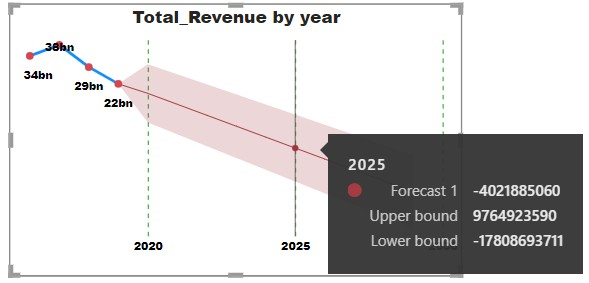 Total_Revenue by year
38bn
34bn
29bn
22bn
2025
Forecast 1 -4021885060
Upper bound 9764923590
Lower bound -17808693711
2020 2025